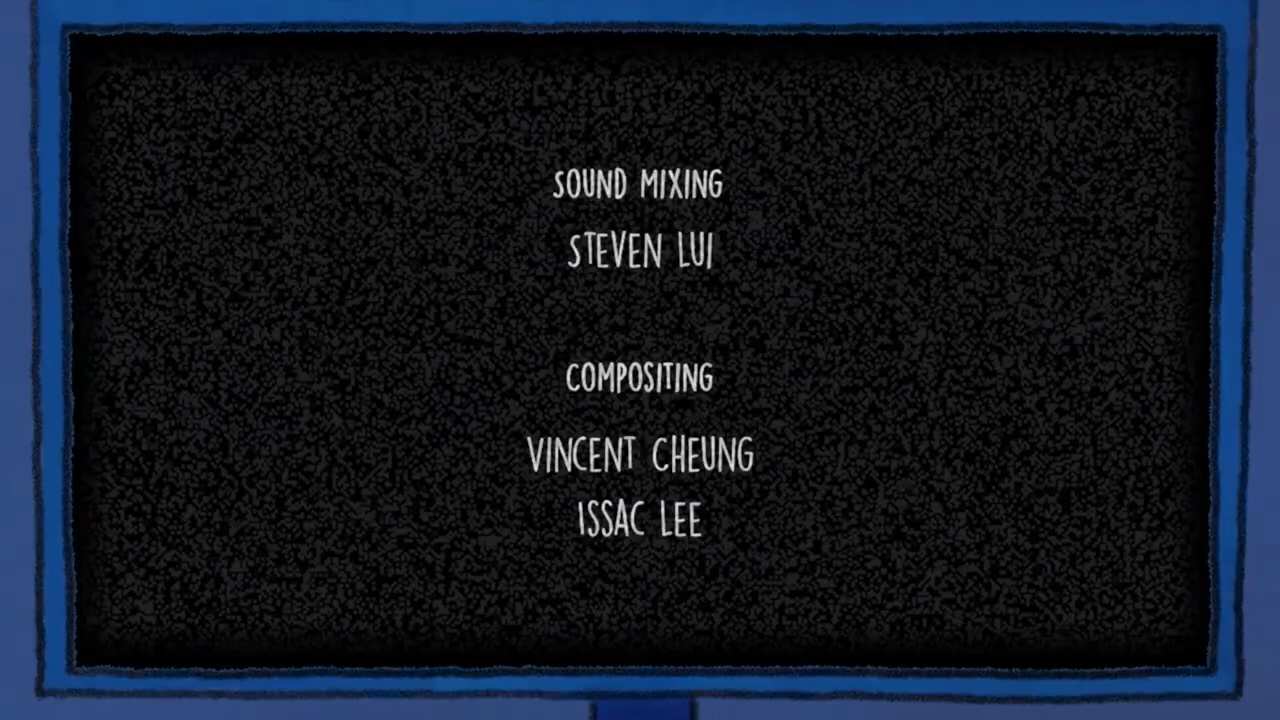 SOUND MIXING
STEVEN LUI
COMPOSITING
VINCENT CHEUNG
ISSAC LEE